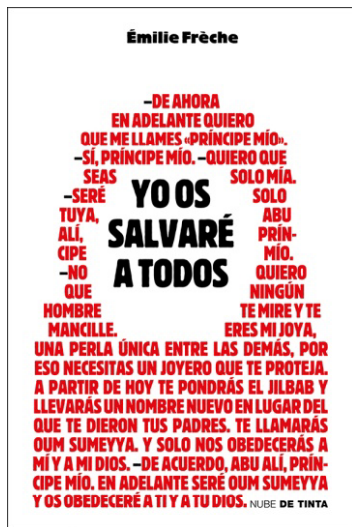 Émilie Frèche
–DE AHORA
EN ADELANTE QUIERO
QUE ME LLAMES «PRÍNCIPE MÍO».
–SÍ, PRÍNCIPE MÍO. –QUIERO QUE
SEAS SOLO MÍA.
–SERÉ SOLO
TUYA, ABU
ALÍ, PRÍN-
CIPE MÍO.
–NO QUIERO
QUE NINGÚN
HOMBRE TE MIRE Y TE
MANCILLE. ERES MI JOYA,
YO OS
SALVARÉ
A TODOS
UNA PERLA ÚNICA ENTRE LAS DEMÁS, POR
ESO NECESITAS UN JOYERO QUE TE PROTEJA.
A PARTIR DE HOY TE PONDRÁS EL JILBAB Y
LLEVARÁS UN NOMBRE NUEVO EN LUGAR DEL
QUE TE DIERON TUS PADRES. TE LLAMARÁS
OUM SUMEYYA. Y SOLO NOS OBEDECERÁS A
MÍ Y A MI DIOS. –DE ACUERDO, ABU ALÍ, PRÍN-
CIPE MÍO. EN ADELANTE SERÉ OUM SUMEYYA
Y OS OBEDECERÉ A TI Y A TU DIOS. NUBE DE TINTA